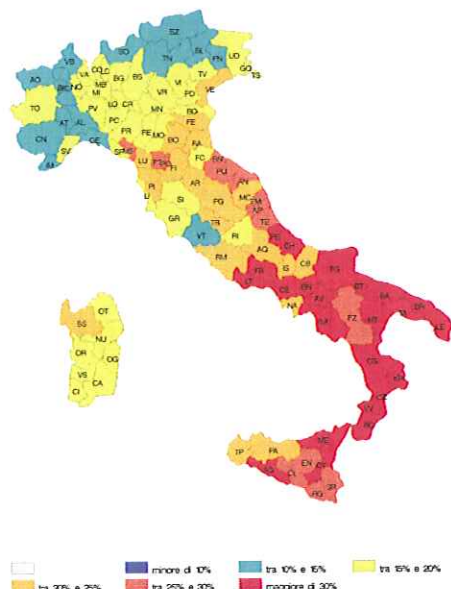 BZ
VB SO TN BL UD
AO PN
VA CO LC BG BS TV GO TS
BI NO MB VI VE
TO MI LO CR VR PD
AT PV MN RO
AL PC FE
CN GE PR RE MO BO RA
SV FC
IM SP MS RN
LU PT PO FI PU
PI AR AN
LI MC
SI PG FM
AP
GR TR TE
VT RI PE
AQ CH
RM
FR IS CB FG
LT
CE BN BT
NA AV BA
SA PZ MT TA BR
LE
CS
KR
CZ
VV
RC
OT
SS
NU
OR OG
VS
CI CA
ME
TP PA
EN CT
AG CL
SR
RG
minore di 10% tra 10% e 15% tra 15% e 20%
tra 20% e 25% tra 25% e 30% maggiore di 30%